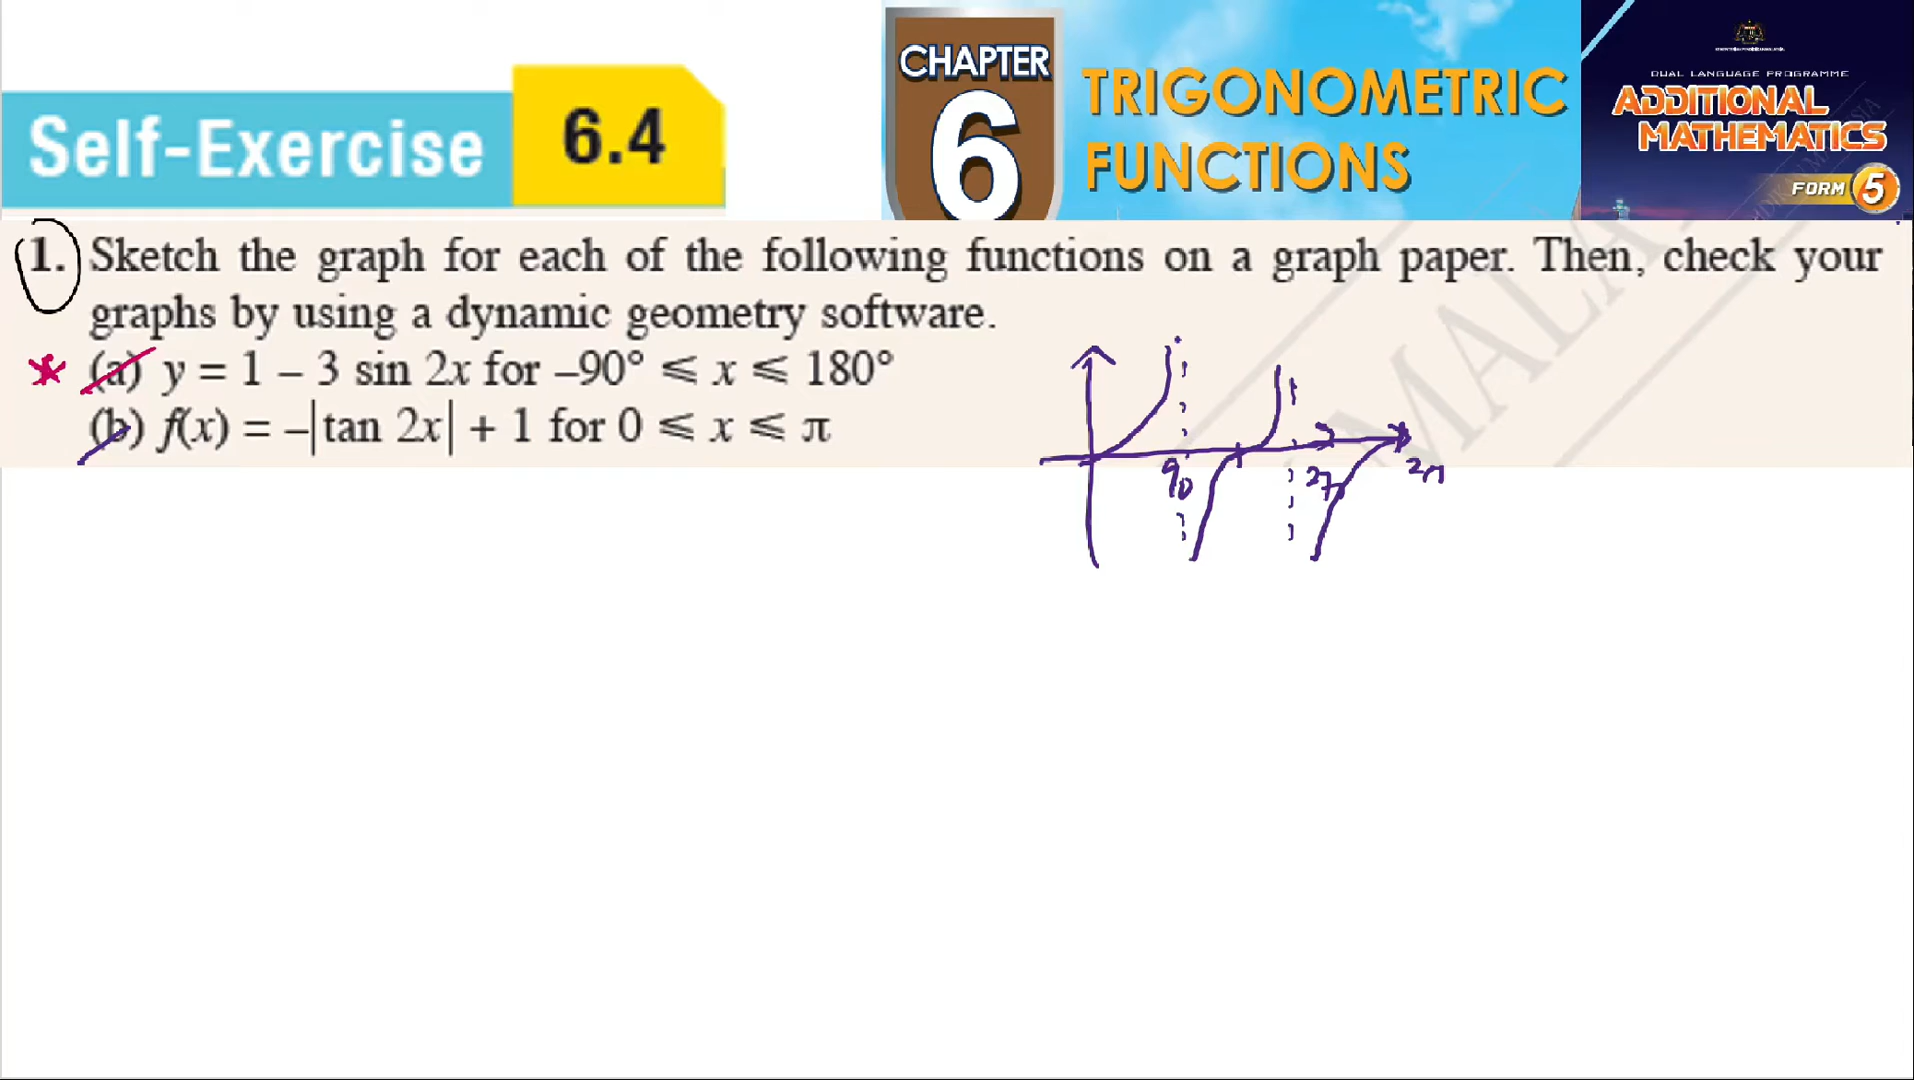 Self-Exercise 6.4
CHAPTER 6
TRIGONOMETRIC FUNCTIONS
DUAL LANGUAGE PROGRAMME
ADDITIONAL
MATHEMATICS
FORM 5
1. Sketch the graph for each of the following functions on a graph paper. Then, check your
graphs by using a dynamic geometry software.
(a) y = 1 – 3 sin 2x for –90° ⩽ x ⩽ 180°
(b) f(x) = –|tan 2x| + 1 for 0 ⩽ x ⩽ π
90